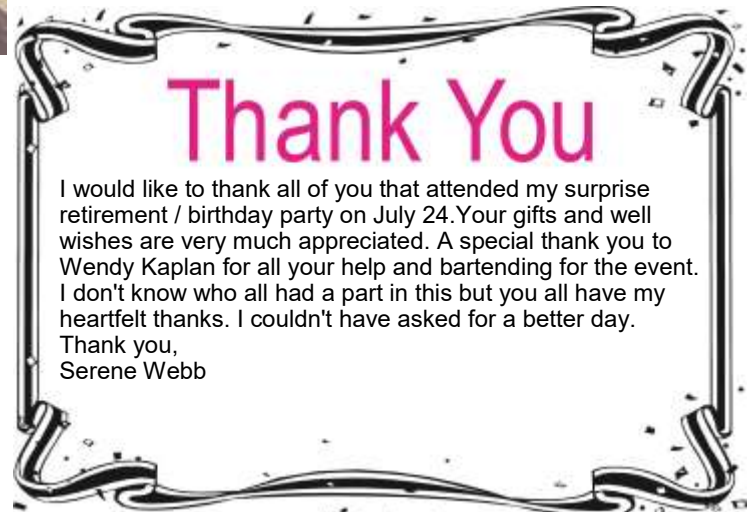 Thank You
I would like to thank all of you that attended my surprise
retirement / birthday party on July 24.Your gifts and well
wishes are very much appreciated. A special thank you to
Wendy Kaplan for all your help and bartending for the event.
I don't know who all had a part in this but you all have my
heartfelt thanks. I couldn't have asked for a better day.
Thank you,
Serene Webb